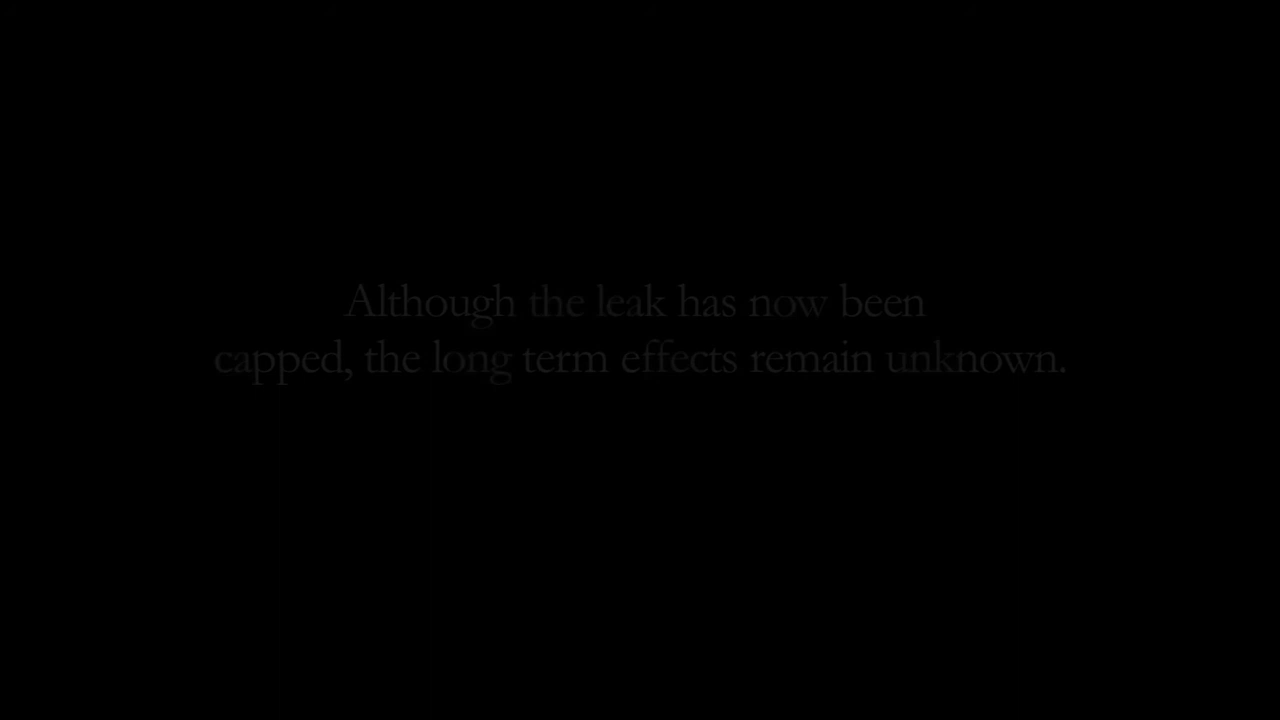 Although the leak has now been
capped, the long term effects remain unknown.